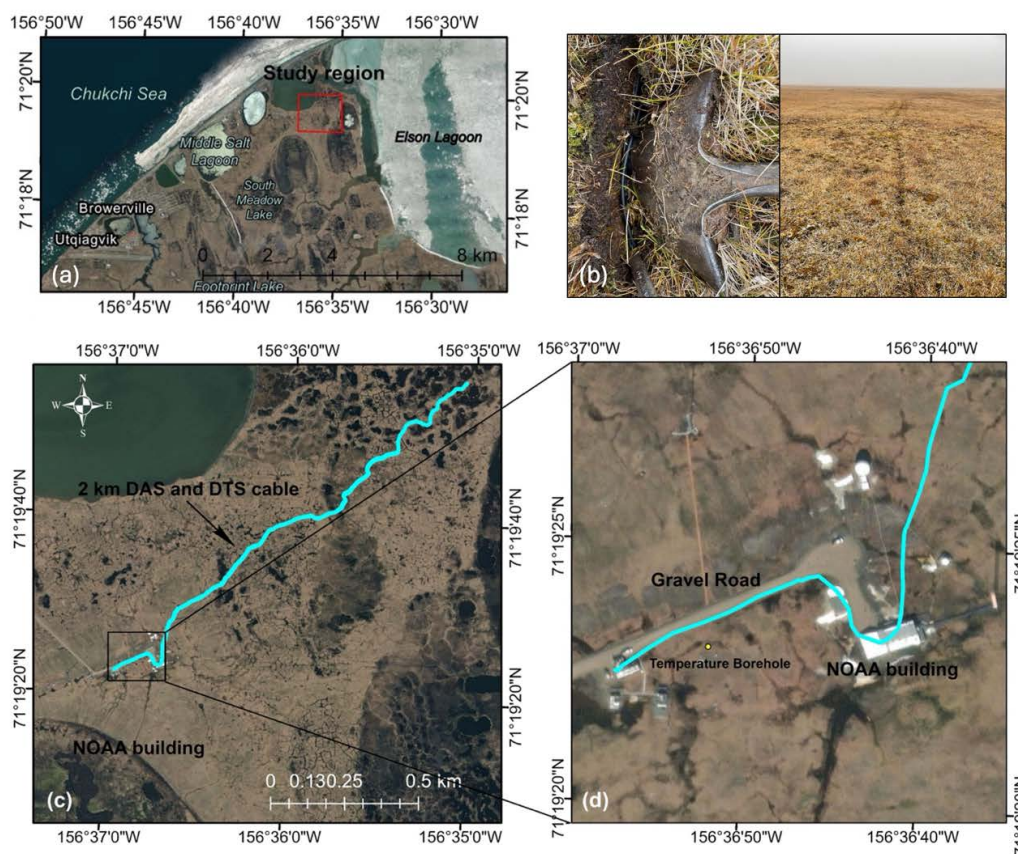 156°50'W
156°45'W
156°40'W
156°35'W
156°30'W
71°20'N
71°18'N
Chukchi Sea
Study region
Middle Salt
Lagoon
Elson Lagoon
South
Meadow
Lake
Browerville
Utqiagvik
0 2 4 8 km
Footprint Lake
(a)
71°20'N
71°18'N
156°45'W
156°40'W
156°35'W
156°30'W
(b)
156°37'0"W
156°36'0"W
156°35'0"W
N
W E
S
71°19'40"N
71°19'20"N
2 km DAS and DTS cable
NOAA building
0 0.130.25 0.5 km
(c)
71°19'40"N
71°19'20"N
156°37'0"W
156°36'0"W
156°35'0"W
156°37'0"W
156°36'50"W
156°36'40"W
71°19'25"N
71°19'20"N
Gravel Road
Temperature Borehole
NOAA building
(d)
156°36'50"W
156°36'40"W